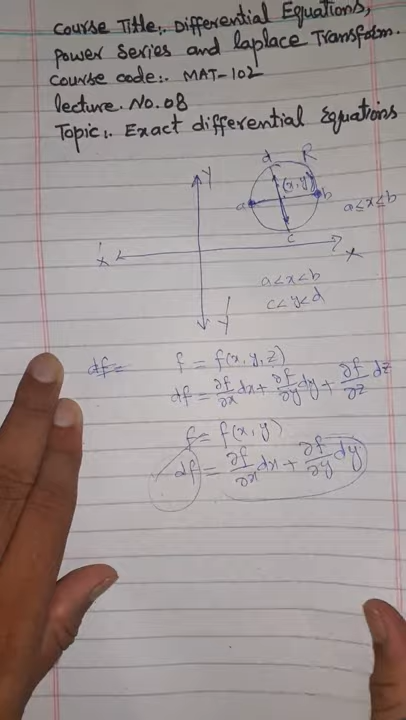 Course Title:. Differential Equations,
Power Series and laplace Transform.
Course code:. MAT-102
lecture. No. 08
Topic:. Exact differential Equations
Y
d R
(x, y)
a b
a≤x≤b
c
x' X
a<x<b
c<y<d
Y'
df= f = f(x, y, z)
df = ∂f/∂x dx + ∂f/∂y dy + ∂f/∂z dz
f = f(x, y)
df = ∂f/∂x dx + ∂f/∂y dy